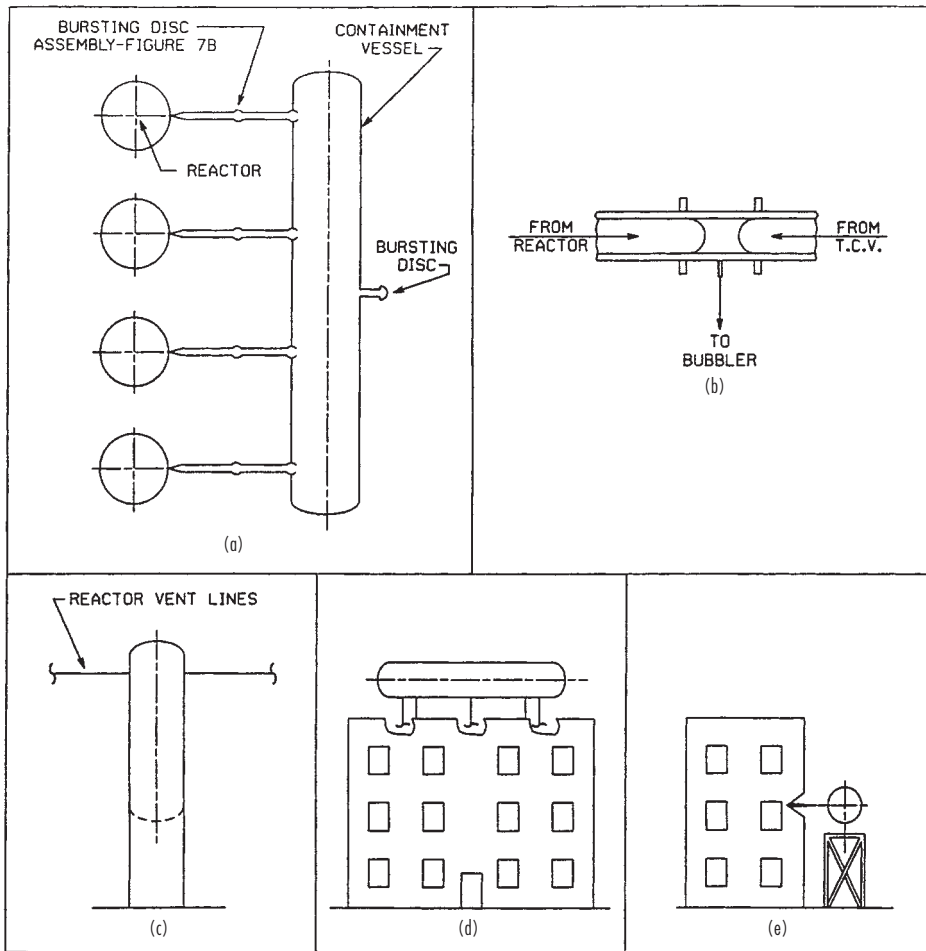 BURSTING DISC
ASSEMBLY-FIGURE 7B
CONTAINMENT
VESSEL
REACTOR
BURSTING
DISC
(a)
FROM
REACTOR
FROM
T.C.V.
TO
BUBBLER
(b)
REACTOR VENT LINES
(c)
(d)
(e)